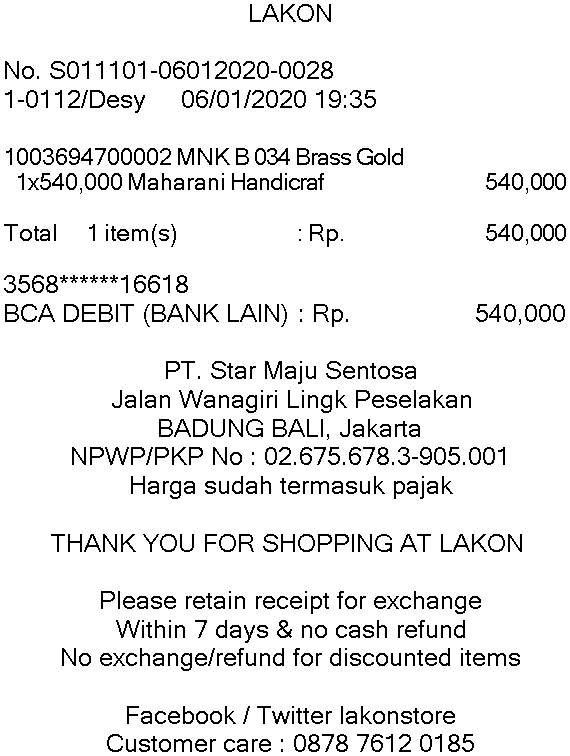 LAKON
No. S011101-06012020-0028
1-0112/Desy 06/01/2020 19:35
1003694700002 MNK B 034 Brass Gold
1x540,000 Maharani Handicraf 540,000
Total 1 item(s) : Rp. 540,000
3568******16618
BCA DEBIT (BANK LAIN) : Rp. 540,000
PT. Star Maju Sentosa
Jalan Wanagiri Lingk Peselakan
BADUNG BALI, Jakarta
NPWP/PKP No : 02.675.678.3-905.001
Harga sudah termasuk pajak
THANK YOU FOR SHOPPING AT LAKON
Please retain receipt for exchange
Within 7 days & no cash refund
No exchange/refund for discounted items
Facebook / Twitter lakonstore
Customer care : 0878 7612 0185